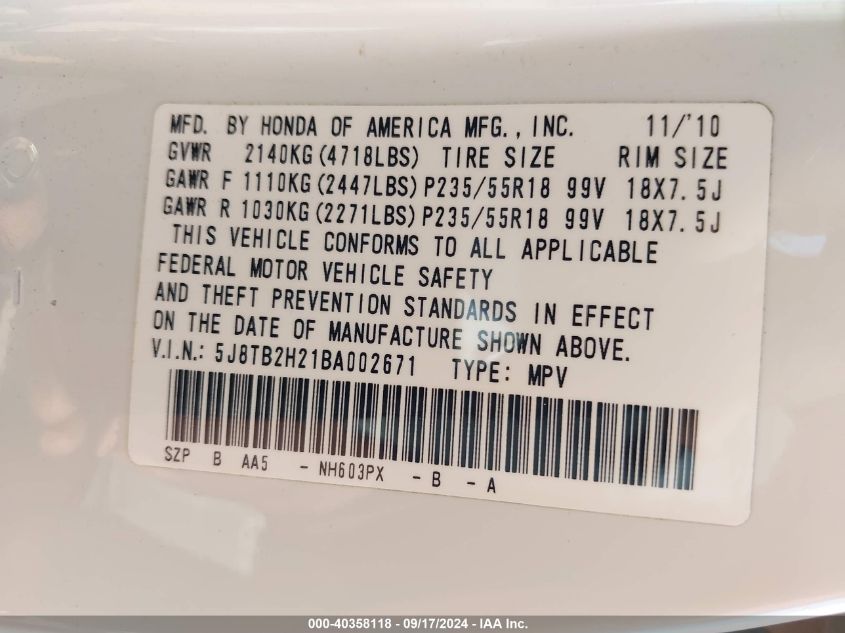 MFD. BY HONDA OF AMERICA MFG., INC. 11/'10
GVWR 2140KG(4718LBS) TIRE SIZE RIM SIZE
GAWR F 1110KG(2447LBS)P235/55R18 99V 18X7.5J
GAWR R 1030KG(2271LBS)P235/55R18 99V 18X7.5J
THIS VEHICLE CONFORMS TO ALL APPLICABLE
FEDERAL MOTOR VEHICLE SAFETY
AND THEFT PREVENTION STANDARDS IN EFFECT
ON THE DATE OF MANUFACTURE SHOWN ABOVE.
V.I.N.: 5J8TB2H21BA002671 TYPE: MPV
SZP B AA5 - NH603PX - B - A
000-40358118 - 09/17/2024 - IAA Inc.